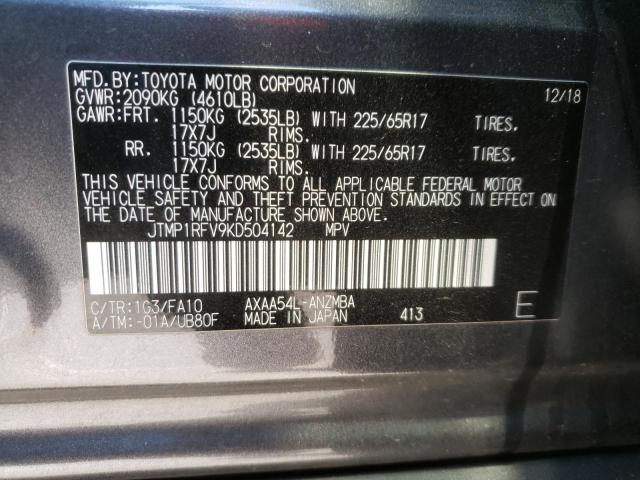 MFD.BY:TOYOTA MOTOR CORPORATION 12/18
GVWR:2090KG (4610LB)
GAWR:FRT. 1150KG (2535LB) WITH 225/65R17 TIRES.
17X7J RIMS.
RR. 1150KG (2535LB) WITH 225/65R17 TIRES.
17X7J RIMS.
THIS VEHICLE CONFORMS TO ALL APPLICABLE FEDERAL MOTOR
VEHICLE SAFETY AND THEFT PREVENTION STANDARDS IN EFFECT ON
THE DATE OF MANUFACTURE SHOWN ABOVE.
JTMP1RFV9KD504142 MPV
C/TR:1G3/FA10 AXAA54L-ANZMBA
A/TM:-01A/UB80F MADE IN JAPAN 413 E